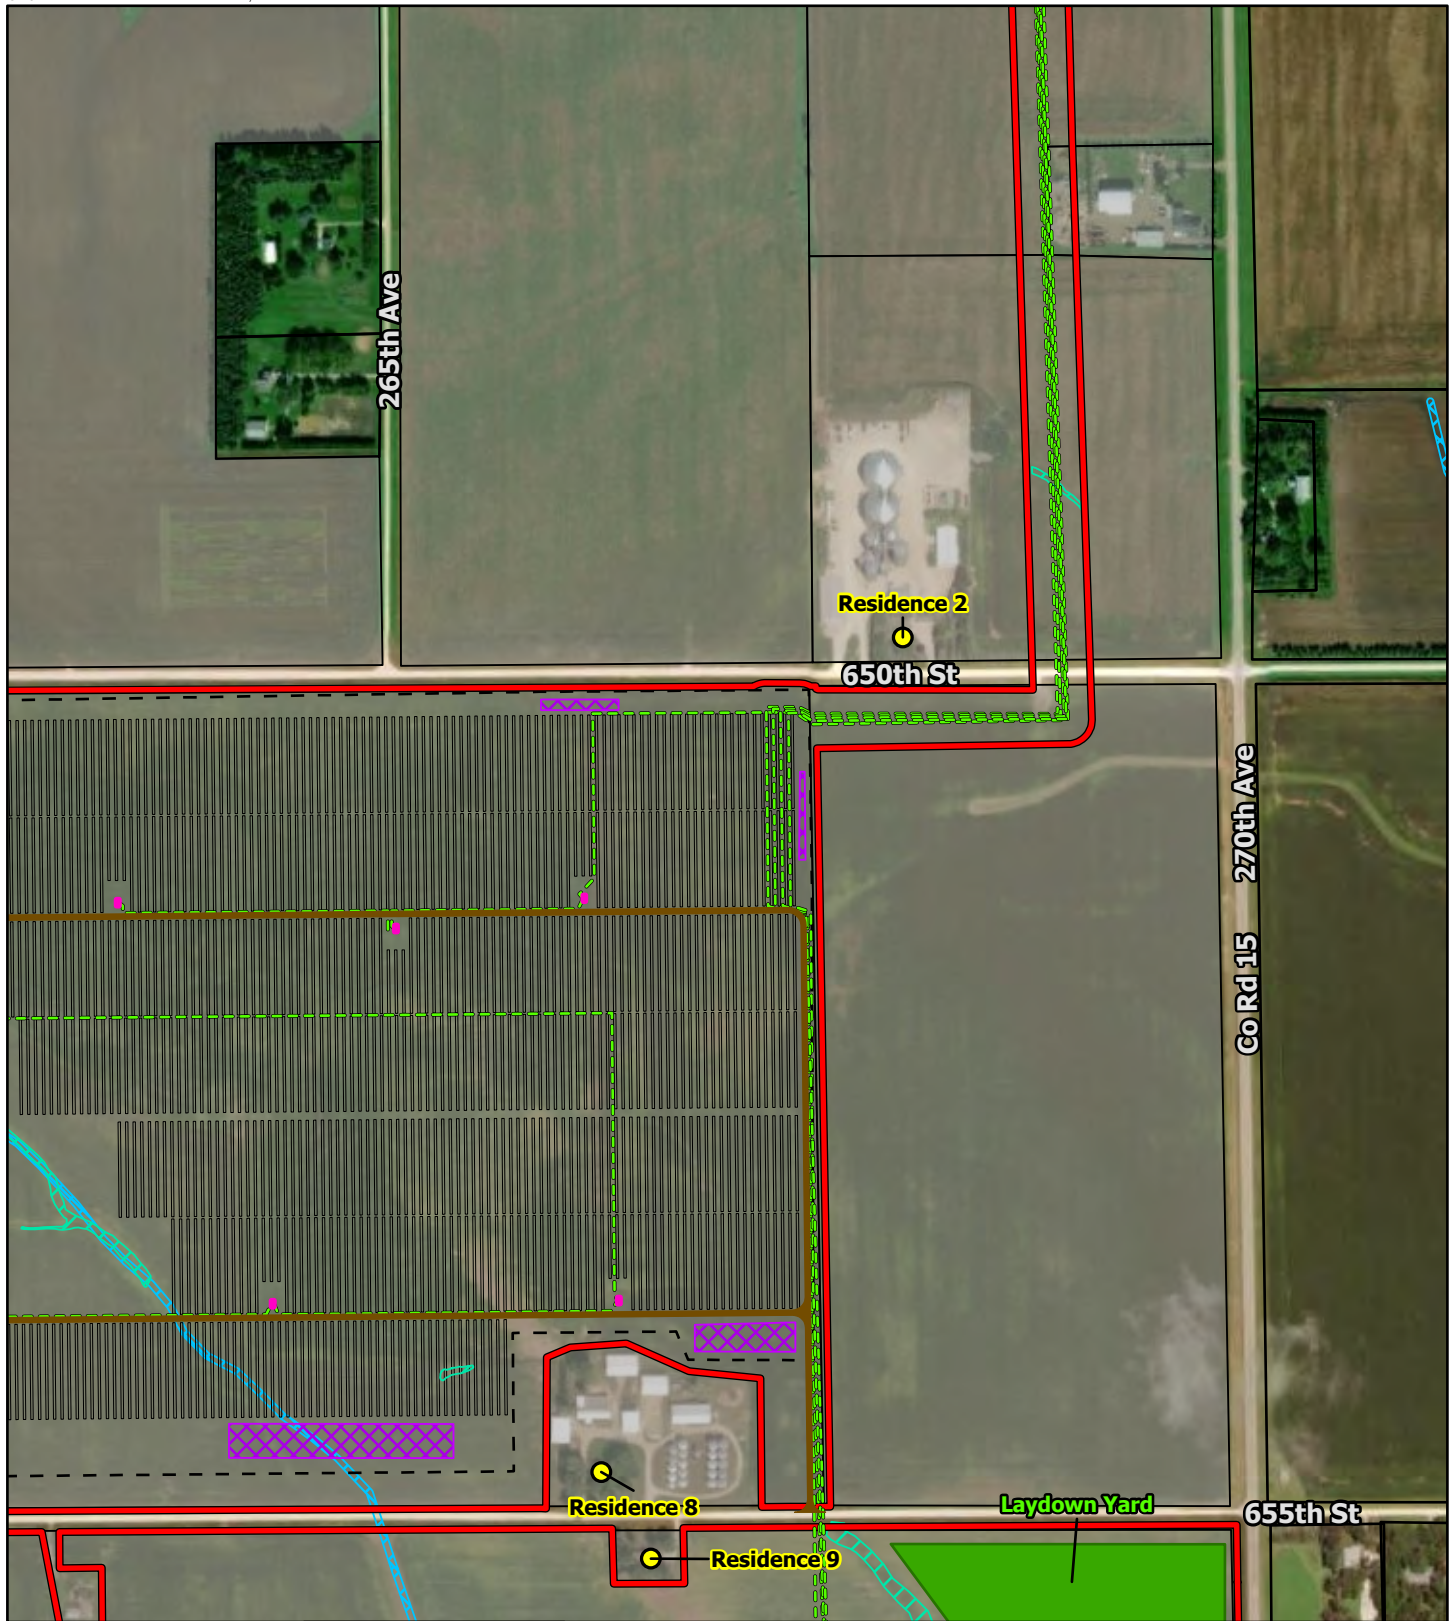 265th Ave
Residence 2
650th St
270th Ave
Co Rd 15
Laydown Yard
Residence 8
655th St
Residence 9